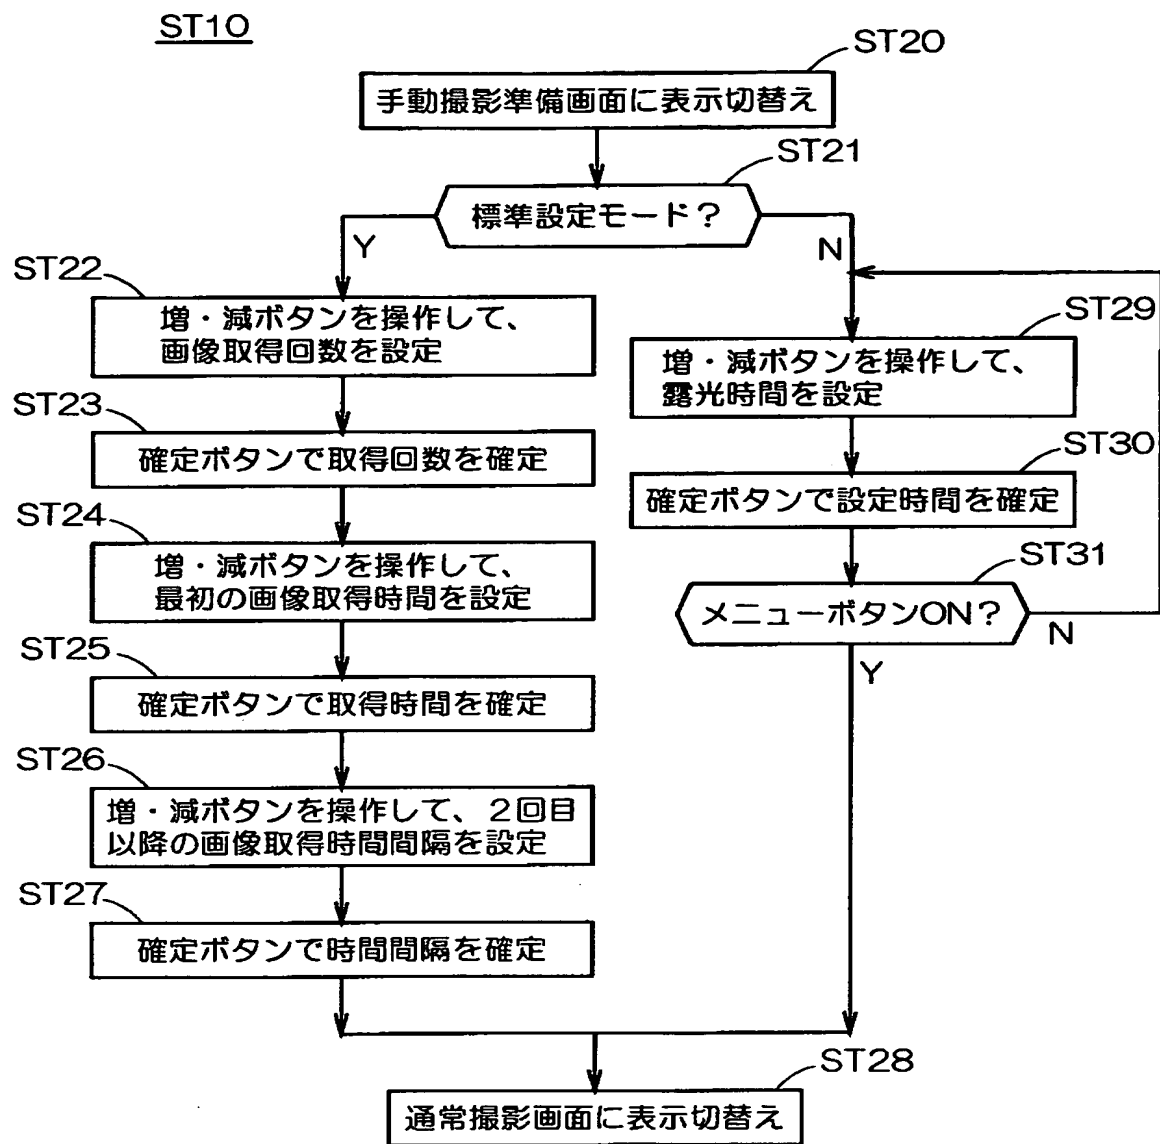 ST10
ST20
手動撮影準備画面に表示切替え
ST21
標準設定モード?
Y
N
ST22
増・減ボタンを操作して、
画像取得回数を設定
ST23
確定ボタンで取得回数を確定
ST24
増・減ボタンを操作して、
最初の画像取得時間を設定
ST25
確定ボタンで取得時間を確定
ST26
増・減ボタンを操作して、2回目
以降の画像取得時間間隔を設定
ST27
確定ボタンで時間間隔を確定
ST29
増・減ボタンを操作して、
露光時間を設定
ST30
確定ボタンで設定時間を確定
ST31
メニューボタンON?
N
Y
ST28
通常撮影画面に表示切替え